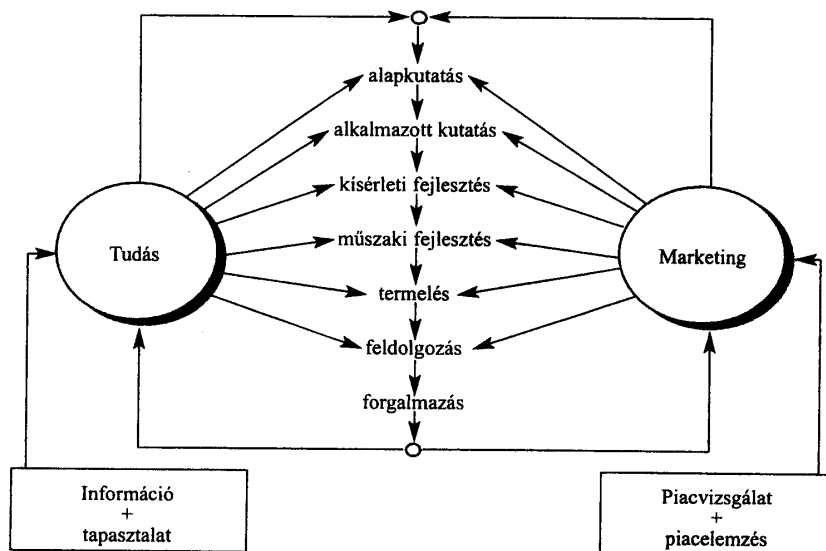 alapkutatás
alkalmazott kutatás
kísérleti fejlesztés
műszaki fejlesztés
Tudás
Marketing
termelés
feldolgozás
forgalmazás
Információ
+
tapasztalat
Piacvizsgálat
+
piacelemzés